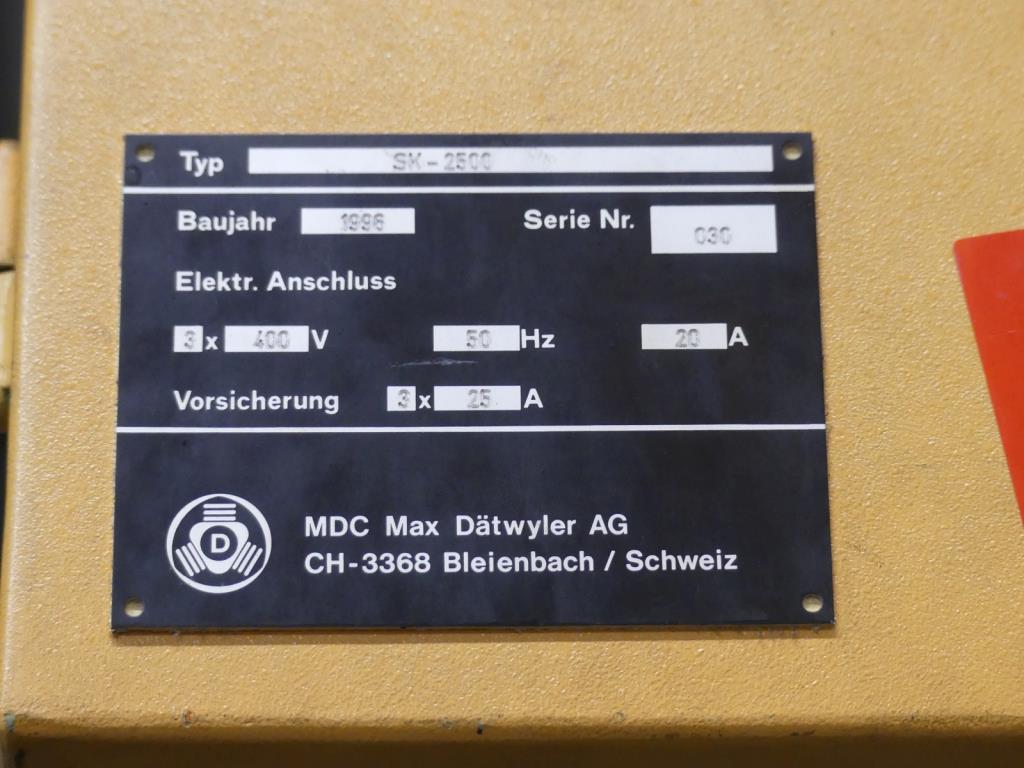 Typ SK-2500
Baujahr 1996 Serie Nr. 030
Elektr. Anschluss
3 x 400 V 50 Hz 20 A
Vorsicherung 3 x 25 A
D
MDC Max Dätwyler AG
CH-3368 Bleienbach / Schweiz